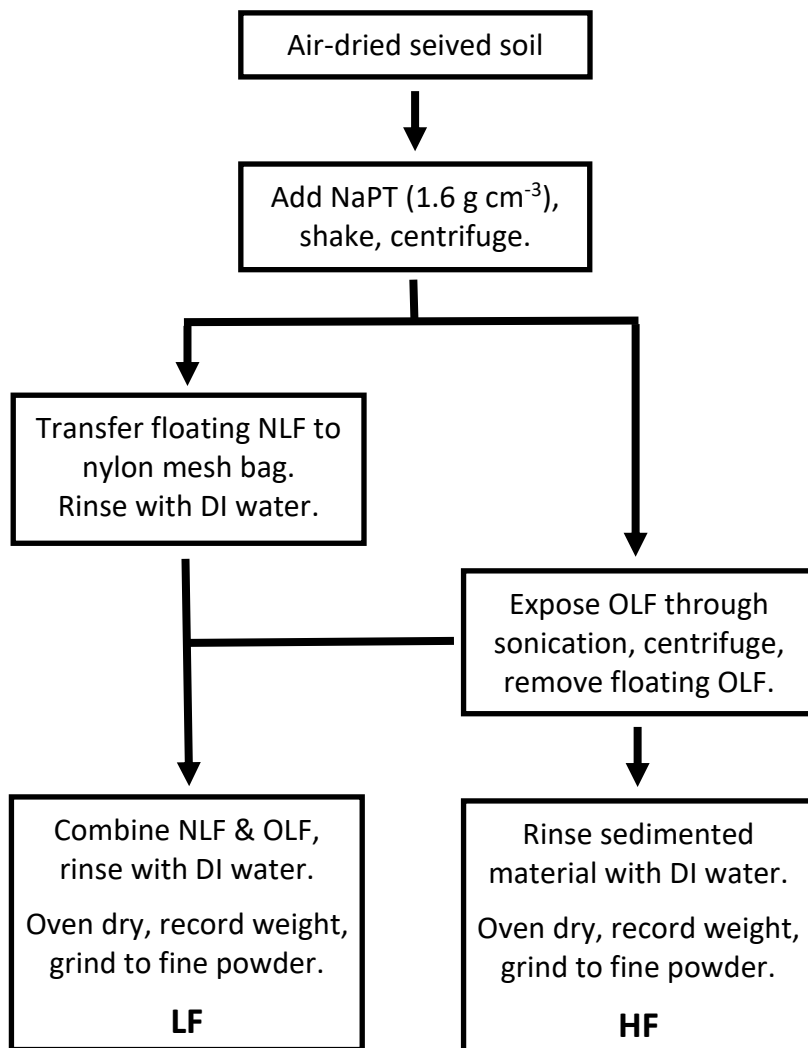 Air-dried seived soil
Add NaPT (1.6 g cm⁻³),
shake, centrifuge.
Transfer floating NLF to
nylon mesh bag.
Rinse with DI water.
Expose OLF through
sonication, centrifuge,
remove floating OLF.
Combine NLF & OLF,
rinse with DI water.
Oven dry, record weight,
grind to fine powder.
LF
Rinse sedimented
material with DI water.
Oven dry, record weight,
grind to fine powder.
HF